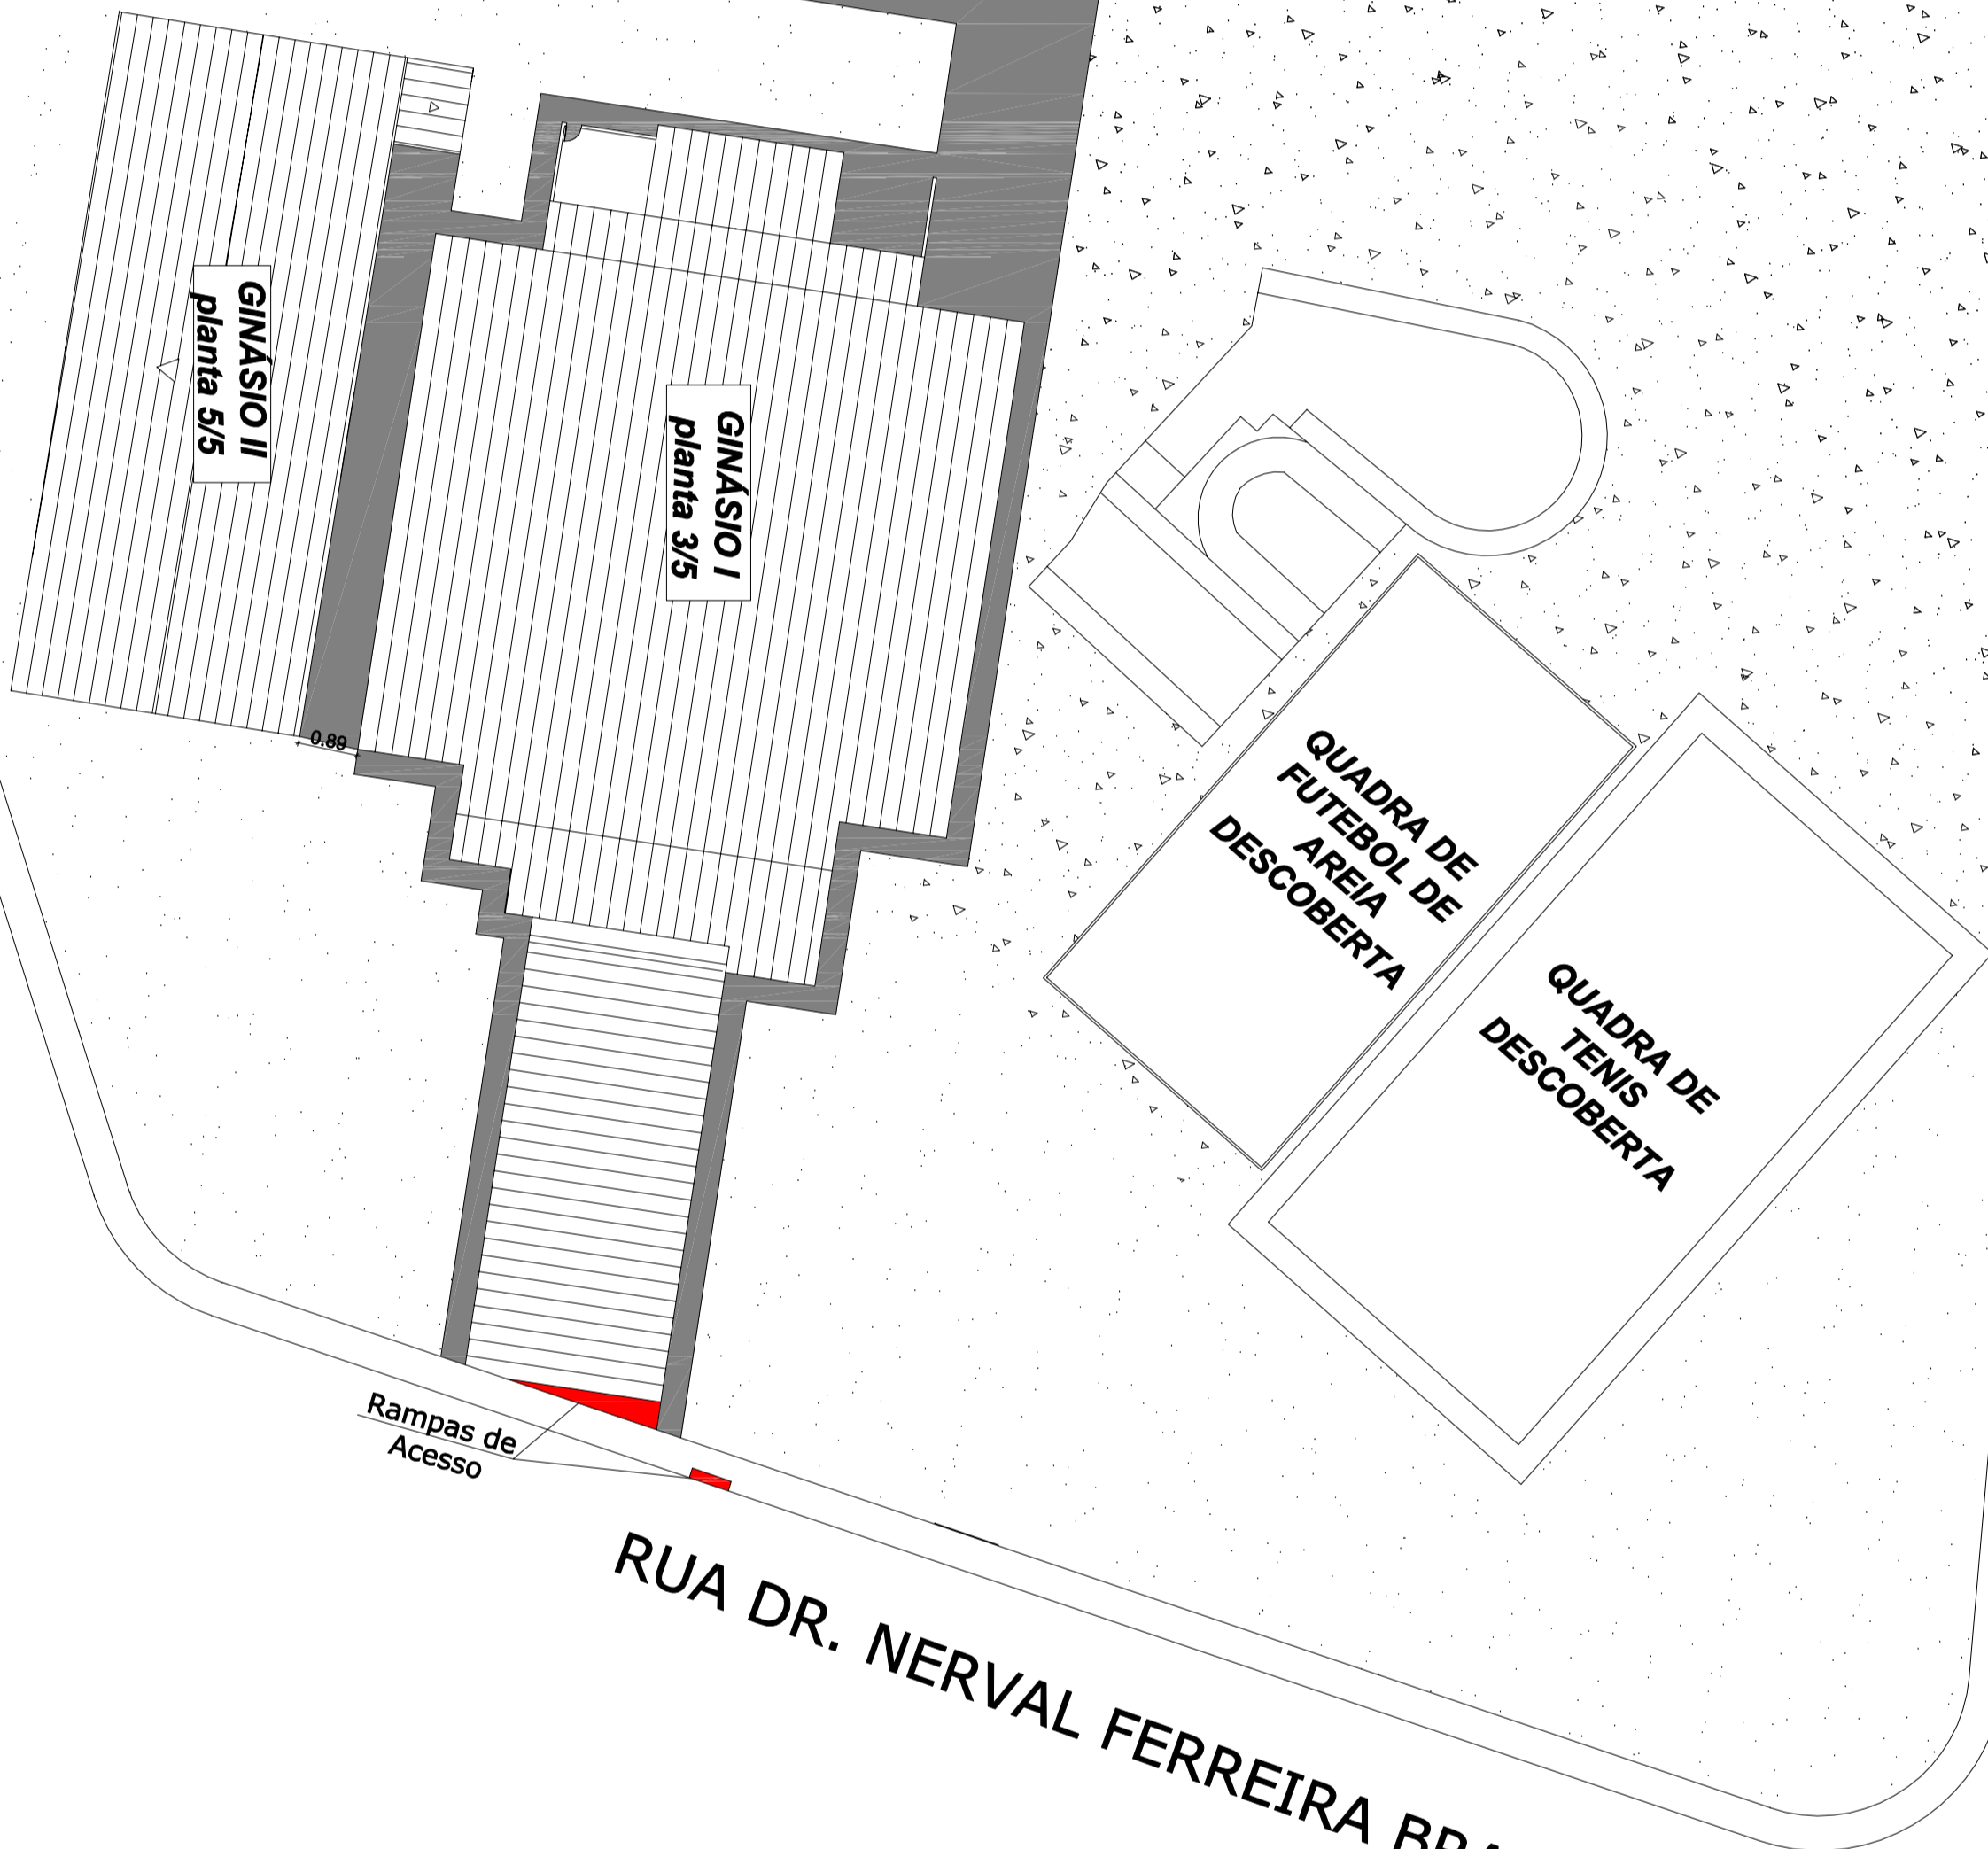 GINÁSIO II
planta 5/5
GINÁSIO I
planta 3/5
0.89
QUADRA DE
FUTEBOL DE
AREIA
DESCOBERTA
QUADRA DE
TENIS
DESCOBERTA
Rampas de
Acesso
RUA DR. NERVAL FERREIRA